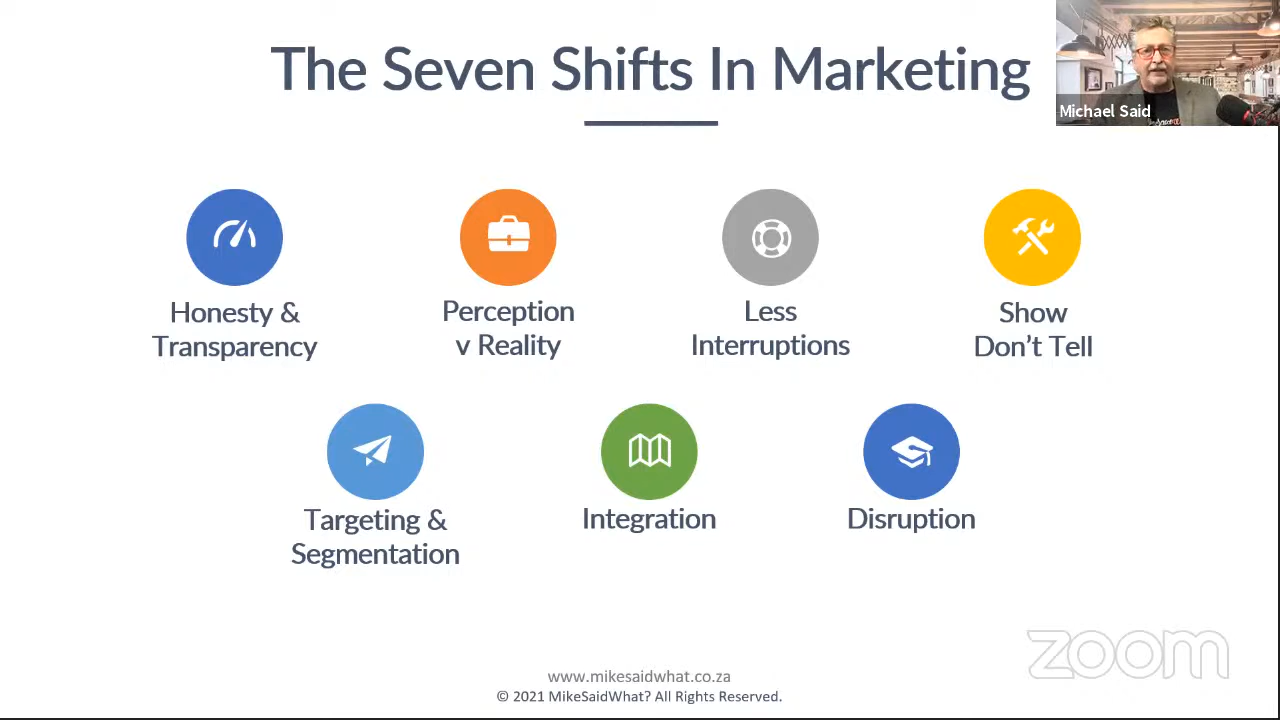 The Seven Shifts In Marketing
Michael Said
Honesty &
Transparency
Perception
v Reality
Less
Interruptions
Show
Don't Tell
Targeting &
Segmentation
Integration
Disruption
zoom
www.mikesaidwhat.co.za
© 2021 MikeSaidWhat? All Rights Reserved.